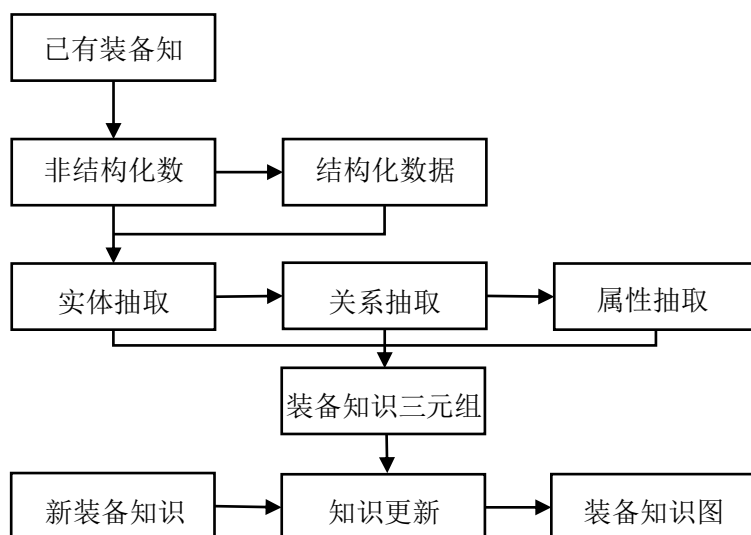 已有装备知
非结构化数
结构化数据
实体抽取
关系抽取
属性抽取
装备知识三元组
新装备知识
知识更新
装备知识图